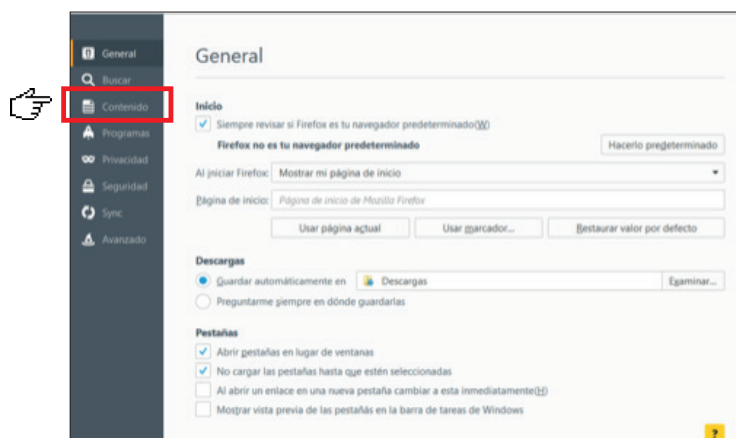 General
Buscar
Contenido
Programas
Privacidad
Seguridad
Sync
Avanzado
General
Inicio
Siempre revisar si Firefox es tu navegador predeterminado(W)
Firefox no es tu navegador predeterminado
Hacerlo predeterminado
Al iniciar Firefox:
Mostrar mi página de inicio
Página de inicio:
Página de inicio de Mozilla Firefox
Usar página actual
Usar marcador...
Restaurar valor por defecto
Descargas
Guardar automáticamente en
Descargas
Examinar...
Preguntarme siempre en dónde guardarlas
Pestañas
Abrir pestañas en lugar de ventanas
No cargar las pestañas hasta que estén seleccionadas
Al abrir un enlace en una nueva pestaña cambiar a esta inmediatamente(H)
Mostrar vista previa de las pestañás en la barra de tareas de Windows
?